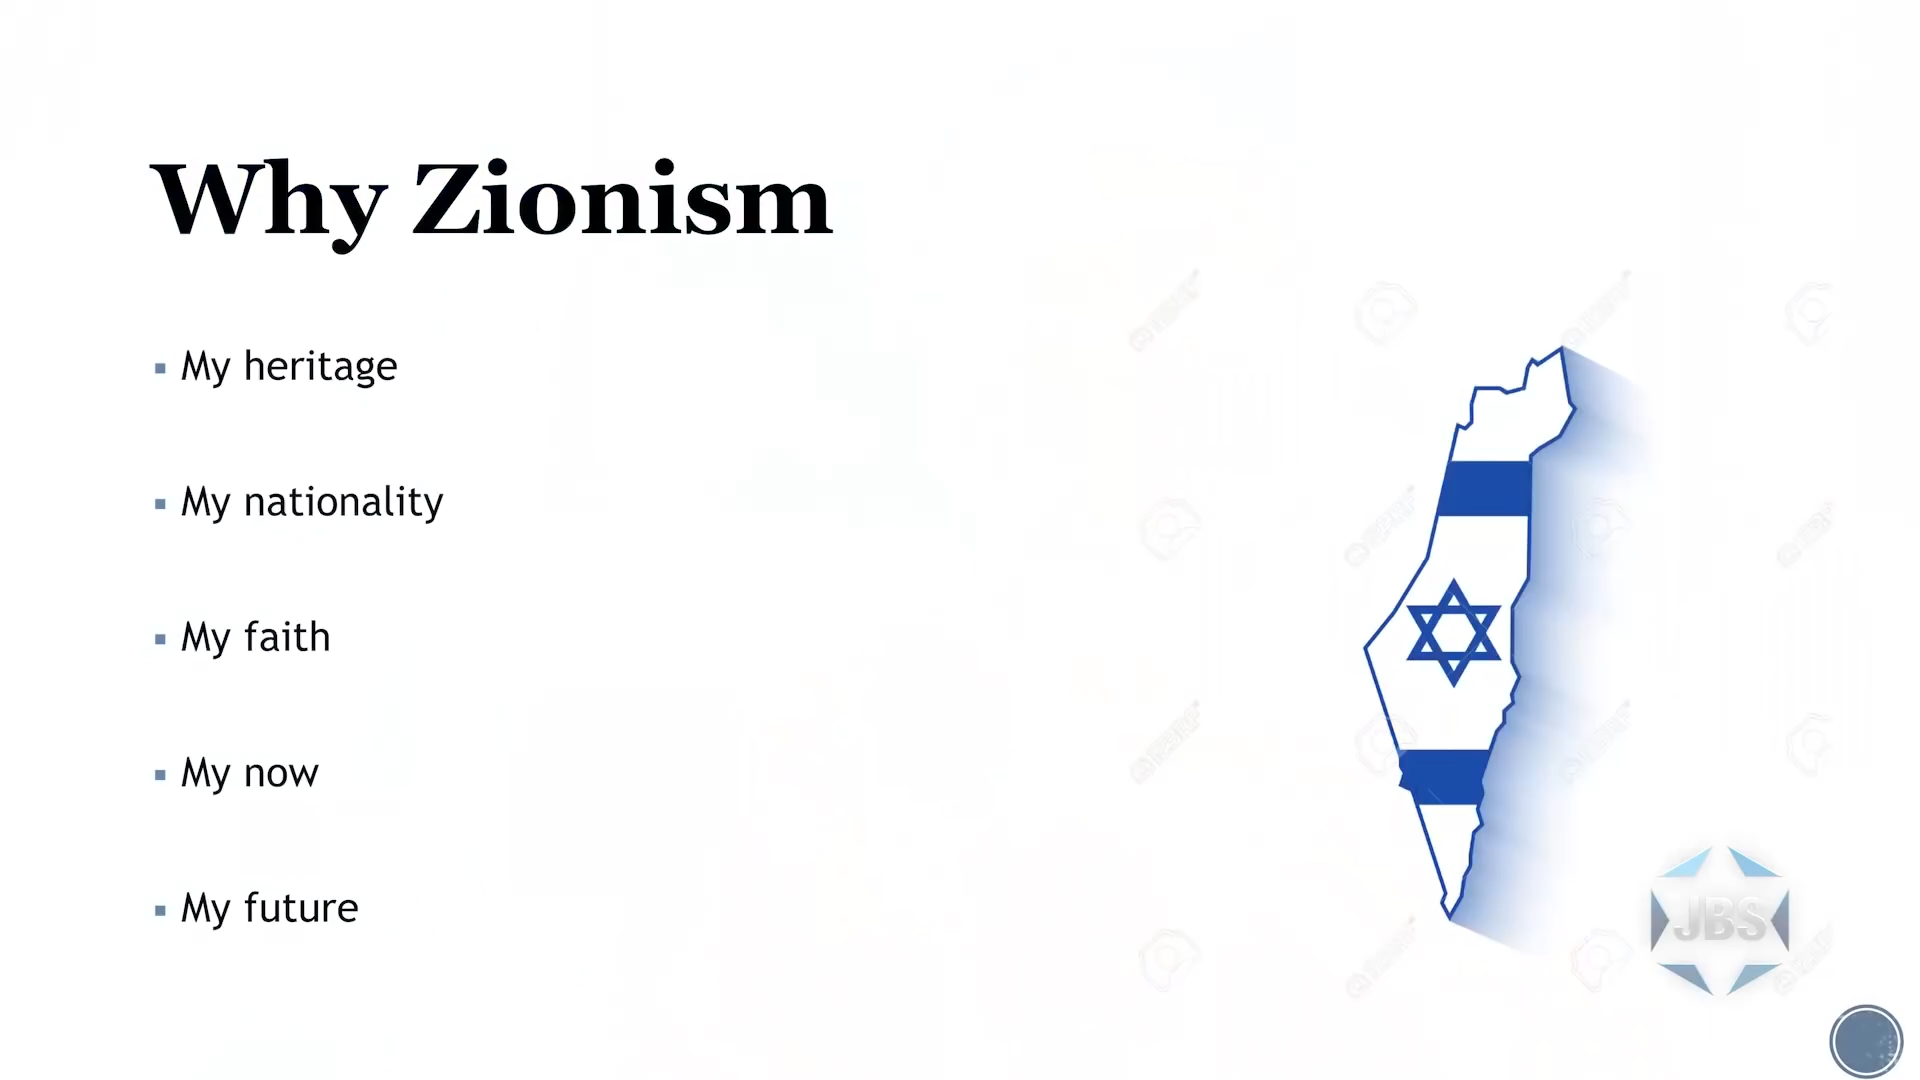 Why Zionism
My heritage
My nationality
My faith
My now
My future
JBS